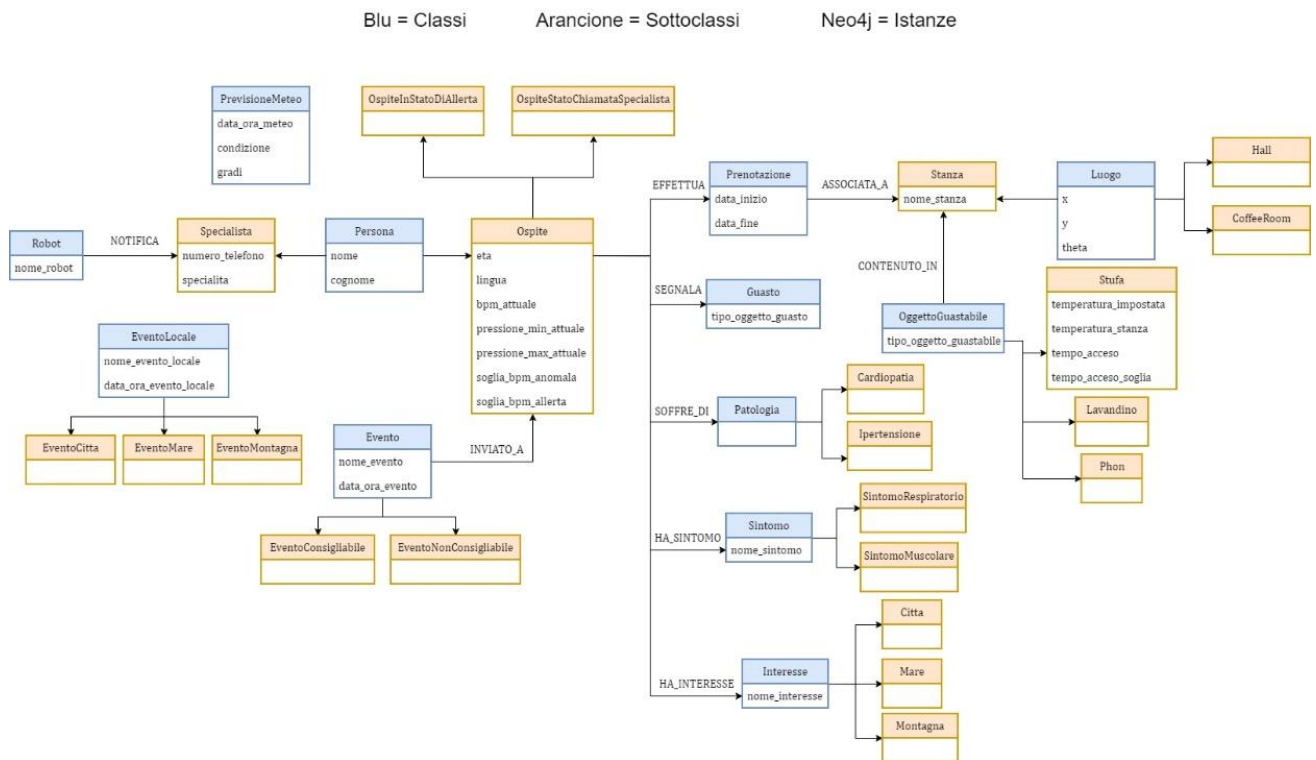 Blu = Classi Arancione = Sottoclassi Neo4j = Istanze
PrevisioneMeteo
data_ora_meteo
condizione
gradi
OspiteInStatoDiAllerta
OspiteStatoChiamataSpecialista
Robot
nome_robot
NOTIFICA
Specialista
numero_telefono
specialita
Persona
nome
cognome
Ospite
eta
lingua
bpm_attuale
pressione_min_attuale
pressione_max_attuale
soglia_bpm_anomala
soglia_bpm_allerta
EFFETTUA
Prenotazione
data_inizio
data_fine
ASSOCIATA_A
Stanza
nome_stanza
Luogo
x
y
theta
Hall
CoffeeRoom
CONTENUTO_IN
SEGNALA
Guasto
tipo_oggetto_guasto
OggettoGuastabile
tipo_oggetto_guastabile
Stufa
temperatura_impostata
temperatura_stanza
tempo_acceso
tempo_acceso_soglia
Lavandino
Phon
EventoLocale
nome_evento_locale
data_ora_evento_locale
EventoCitta
EventoMare
EventoMontagna
Evento
nome_evento
data_ora_evento
INVIATO_A
EventoConsigliabile
EventoNonConsigliabile
SOFFRE_DI
Patologia
Cardiopatia
Ipertensione
HA_SINTOMO
Sintomo
nome_sintomo
SintomoRespiratorio
SintomoMuscolare
HA_INTERESSE
Interesse
nome_interesse
Citta
Mare
Montagna